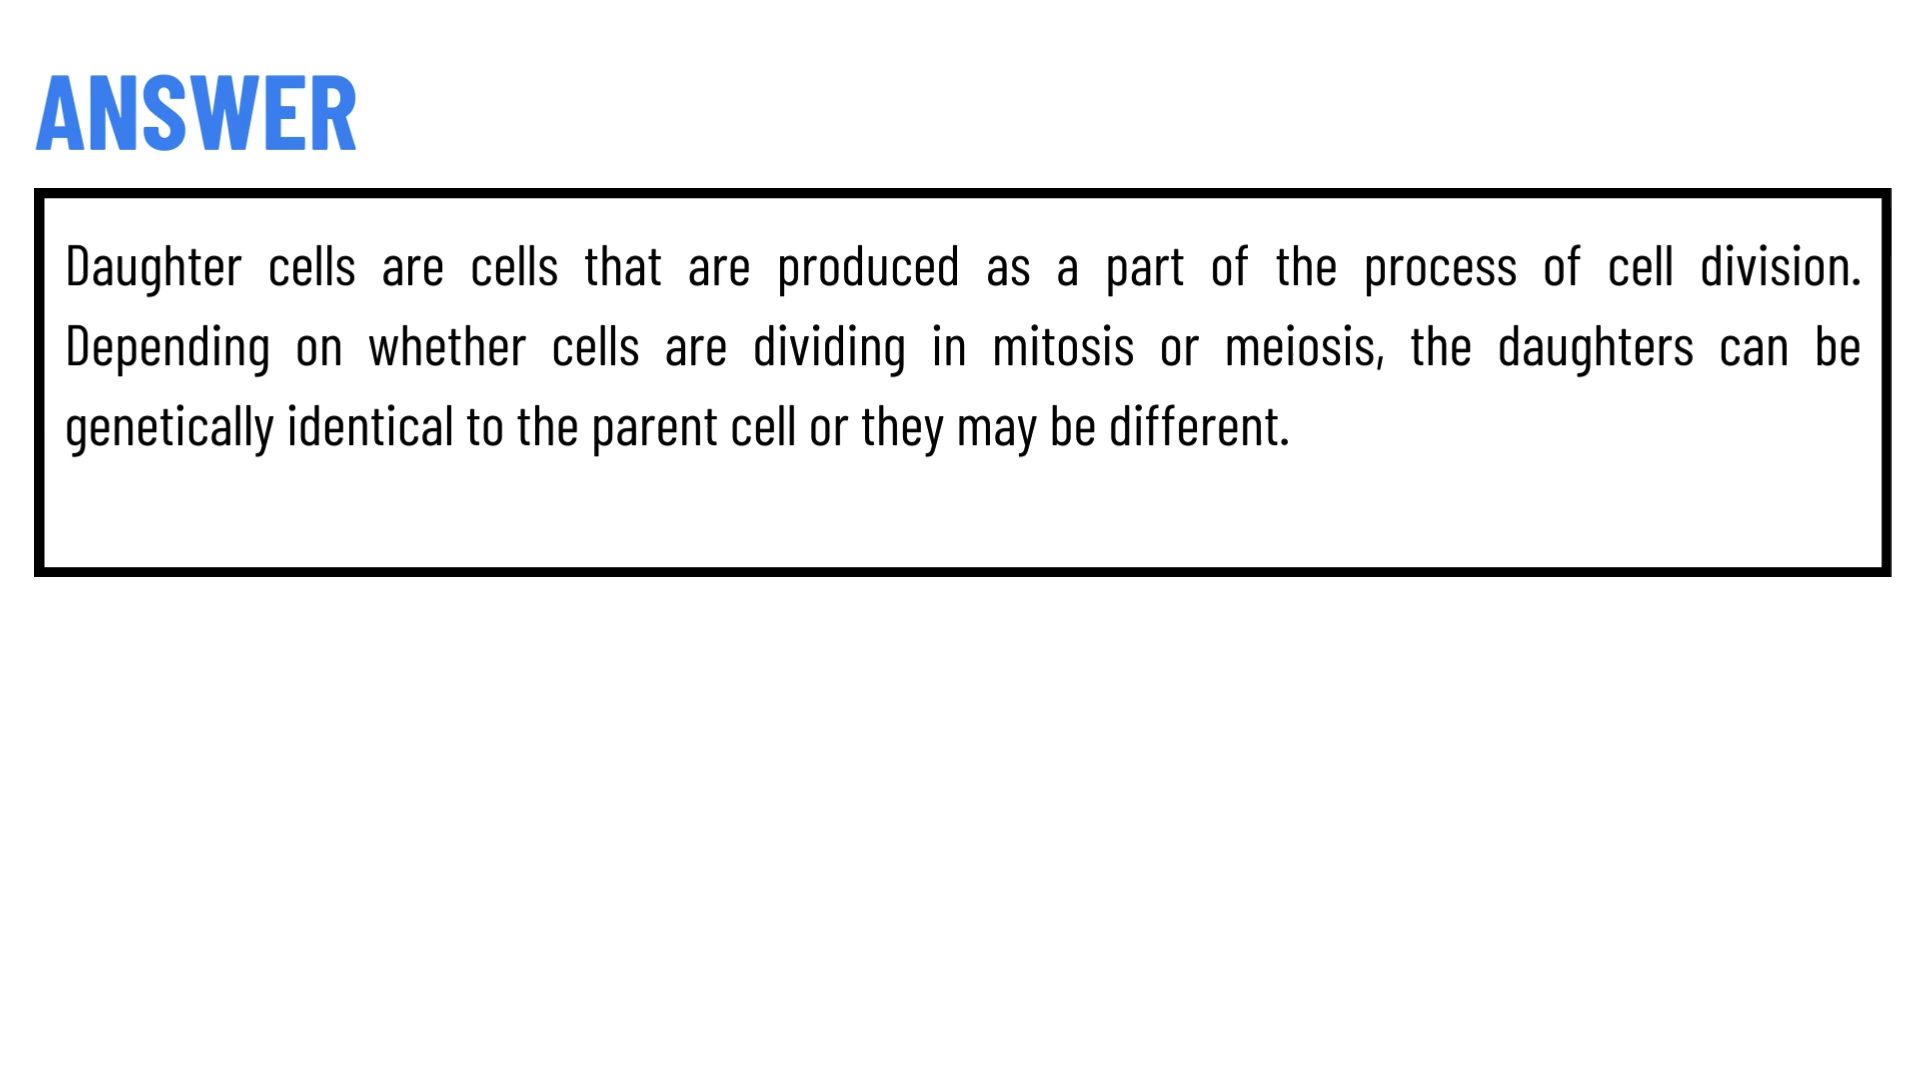 ANSWER
Daughter cells are cells that are produced as a part of the process of cell division.
Depending on whether cells are dividing in mitosis or meiosis, the daughters can be
genetically identical to the parent cell or they may be different.